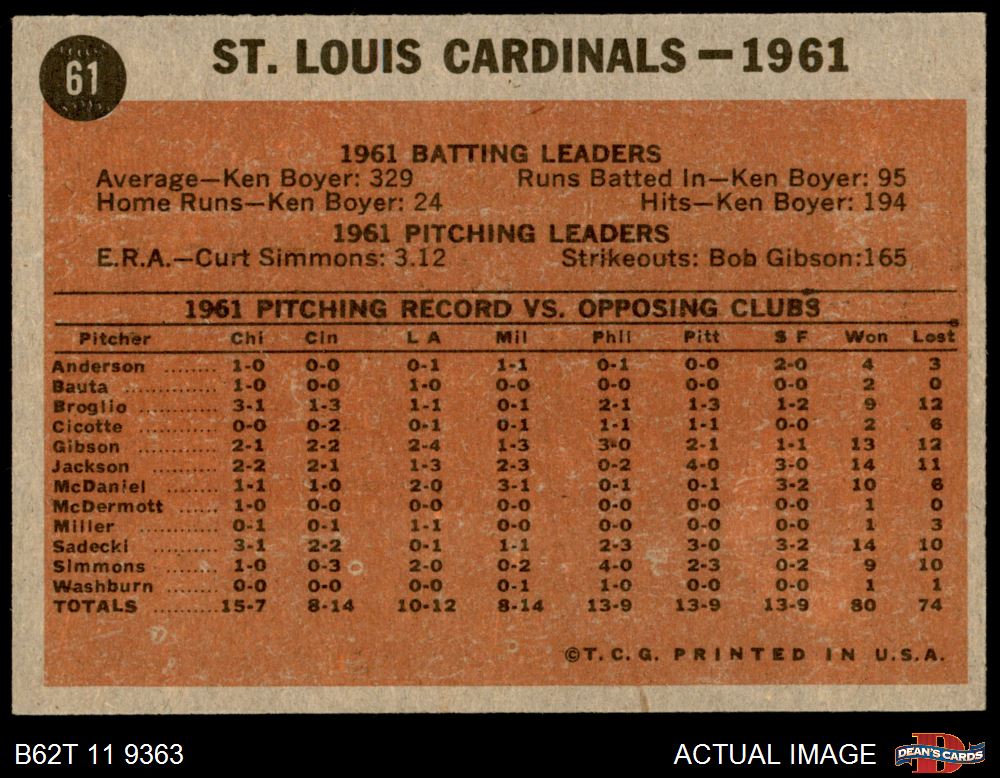 61
ST. LOUIS CARDINALS—1961
1961 BATTING LEADERS
Average—Ken Boyer: 329 Runs Batted In—Ken Boyer: 95
Home Runs—Ken Boyer: 24 Hits—Ken Boyer: 194
1961 PITCHING LEADERS
E.R.A.—Curt Simmons: 3.12 Strikeouts: Bob Gibson:165
1961 PITCHING RECORD VS. OPPOSING CLUBS
Pitcher Chi Cin L A Mil Phil Pitt S F Won Lost
Anderson ........ 1-0 0-0 0-1 1-1 0-1 0-0 2-0 4 3
Bauta ............. 1-0 0-0 1-0 0-0 0-0 0-0 0-0 2 0
Broglio ........... 3-1 1-3 1-1 0-1 2-1 1-3 1-2 9 12
Cicotte ........... 0-0 0-2 0-1 0-1 1-1 1-1 0-0 2 6
Gibson ........... 2-1 2-2 2-4 1-3 3-0 2-1 1-1 13 12
Jackson .......... 2-2 2-1 1-3 2-3 0-2 4-0 3-0 14 11
McDaniel ........ 1-1 1-0 2-0 3-1 0-1 0-1 3-2 10 6
McDermott ..... 1-0 0-0 0-0 0-0 0-0 0-0 0-0 1 0
Miller ............. 0-1 0-1 1-1 0-0 0-0 0-0 0-0 1 3
Sadecki .......... 3-1 2-2 0-1 1-1 2-3 3-0 3-2 14 10
Simmons ........ 1-0 0-3 2-0 0-2 4-0 2-3 0-2 9 10
Washburn ....... 0-0 0-0 0-0 0-1 1-0 0-0 0-0 1 1
TOTALS .......... 15-7 8-14 10-12 8-14 13-9 13-9 13-9 80 74
©T.C.G. PRINTED IN U.S.A.
B62T 11 9363 ACTUAL IMAGE DEAN'S CARDS